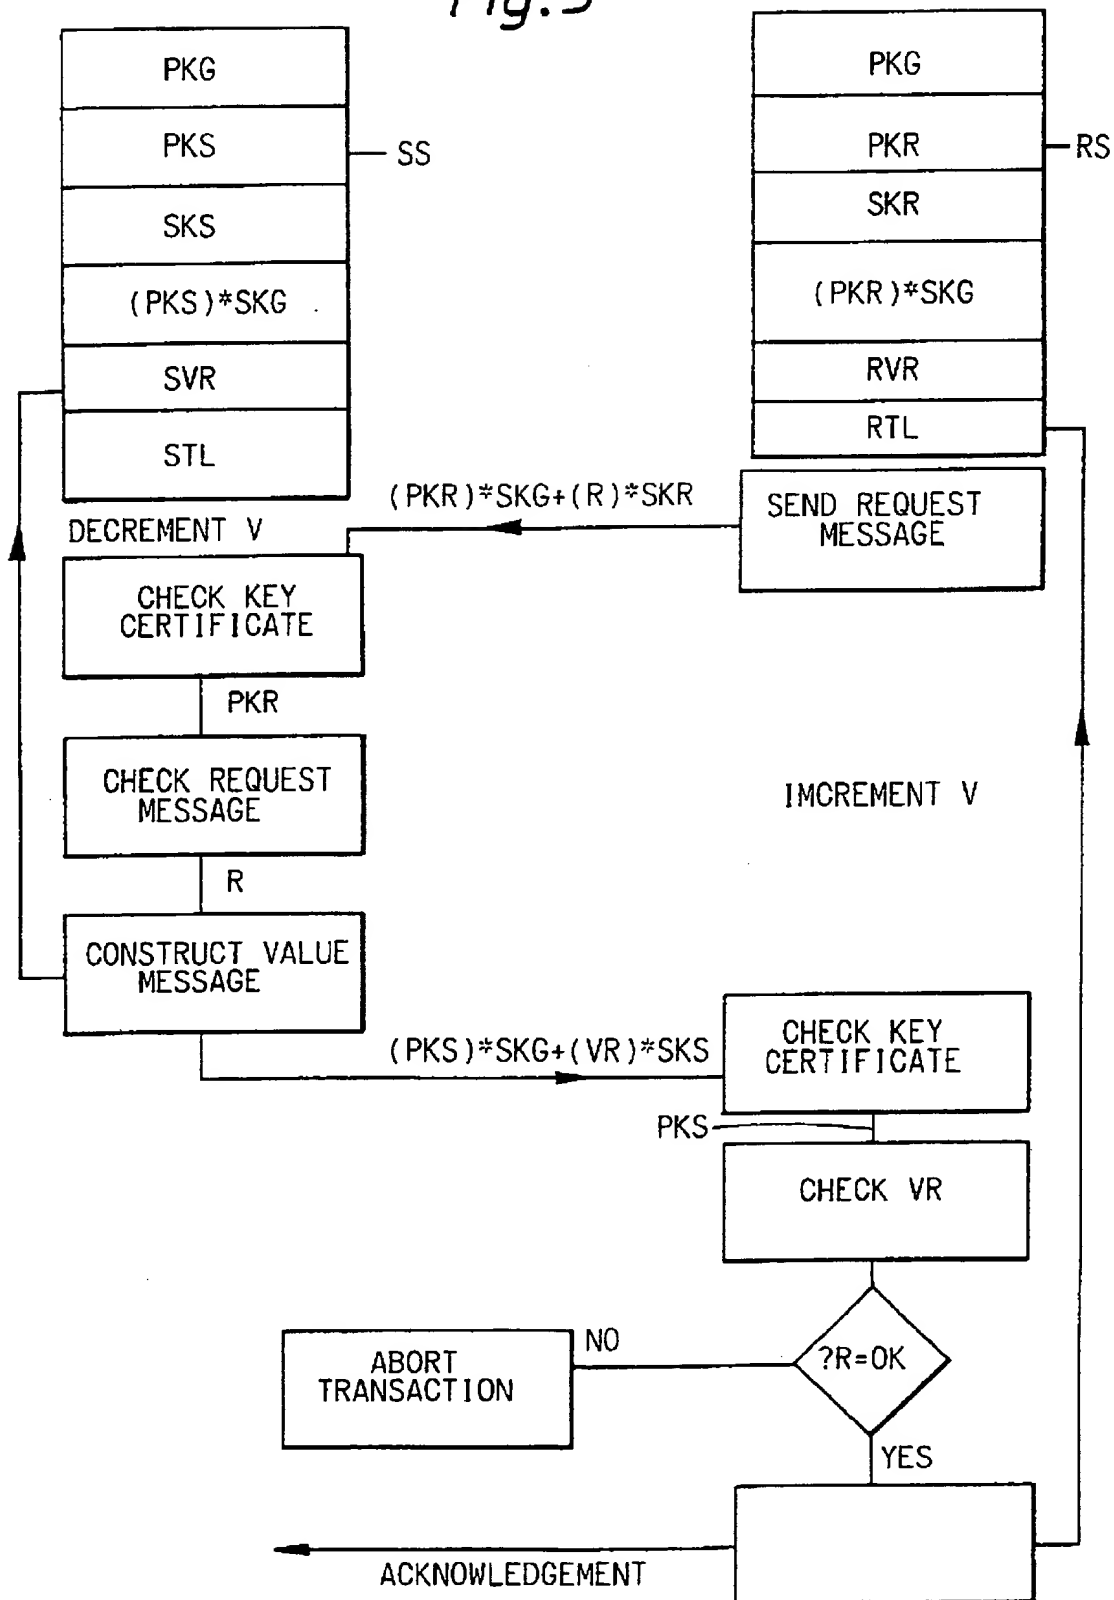 Fig.3
PKG
PKS
SS
SKS
(PKS)*SKG
SVR
STL
PKG
PKR
RS
SKR
(PKR)*SKG
RVR
RTL
(PKR)*SKG+(R)*SKR
SEND REQUEST
MESSAGE
DECREMENT V
CHECK KEY
CERTIFICATE
PKR
CHECK REQUEST
MESSAGE
IMCREMENT V
R
CONSTRUCT VALUE
MESSAGE
(PKS)*SKG+(VR)*SKS
CHECK KEY
CERTIFICATE
PKS
CHECK VR
?R=OK
NO
ABORT
TRANSACTION
YES
ACKNOWLEDGEMENT